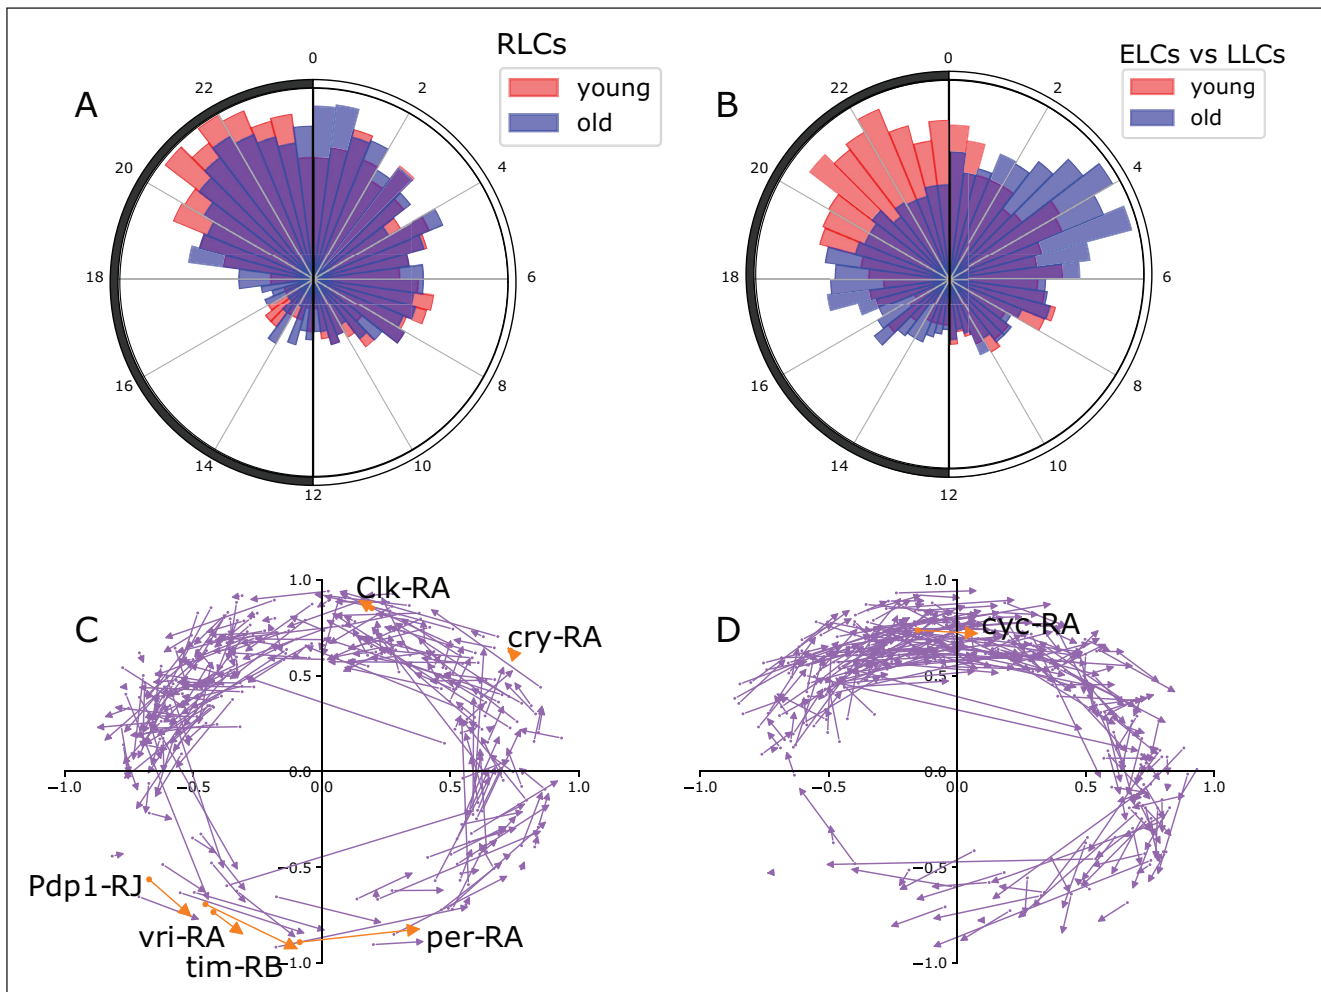 RLCs
young
old
A
0
2
4
6
8
10
12
14
16
18
20
22
ELCs vs LLCs
young
old
B
0
2
4
6
8
10
12
14
16
18
20
22
C
1.0
0.5
0.0
−0.5
−1.0
−1.0
−0.5
0.0
0.5
1.0
Clk-RA
cry-RA
Pdp1-RJ
vri-RA
tim-RB
per-RA
D
1.0
0.5
0.0
−0.5
−1.0
−1.0
−0.5
0.0
0.5
1.0
cyc-RA